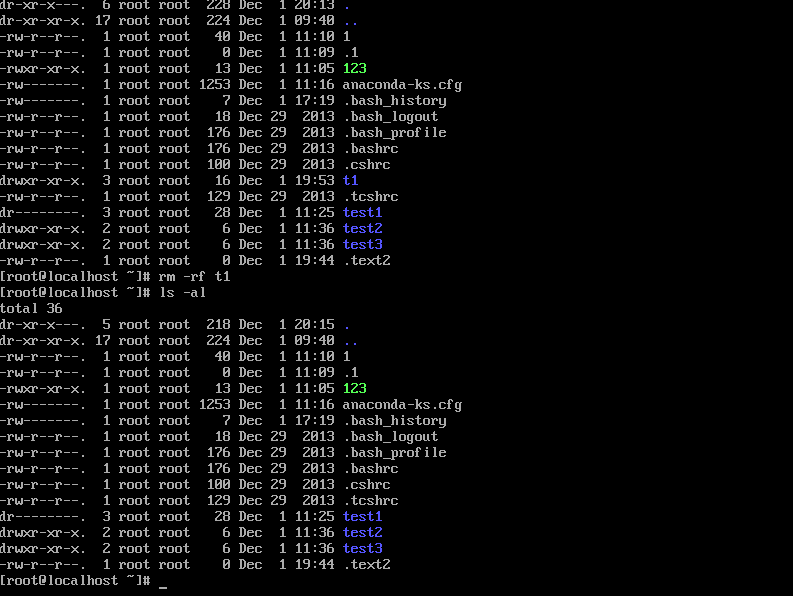 dr-xr-x---.  6 root root  228 Dec  1 20:13 .
dr-xr-xr-x. 17 root root  224 Dec  1 09:40 ..
-rw-r--r--.  1 root root   40 Dec  1 11:10 1
-rw-r--r--.  1 root root    0 Dec  1 11:09 .1
-rwxr-xr-x.  1 root root   13 Dec  1 11:05 123
-rw-------.  1 root root 1253 Dec  1 11:16 anaconda-ks.cfg
-rw-------.  1 root root    7 Dec  1 17:19 .bash_history
-rw-r--r--.  1 root root   18 Dec 29  2013 .bash_logout
-rw-r--r--.  1 root root  176 Dec 29  2013 .bash_profile
-rw-r--r--.  1 root root  176 Dec 29  2013 .bashrc
-rw-r--r--.  1 root root  100 Dec 29  2013 .cshrc
drwxr-xr-x.  3 root root   16 Dec  1 19:53 t1
-rw-r--r--.  1 root root  129 Dec 29  2013 .tcshrc
dr--------.  3 root root   28 Dec  1 11:25 test1
drwxr-xr-x.  2 root root    6 Dec  1 11:36 test2
drwxr-xr-x.  2 root root    6 Dec  1 11:36 test3
-rw-r--r--.  1 root root    0 Dec  1 19:44 .text2
[root@localhost ~]# rm -rf t1
[root@localhost ~]# ls -al
total 36
dr-xr-x---.  5 root root  218 Dec  1 20:15 .
dr-xr-xr-x. 17 root root  224 Dec  1 09:40 ..
-rw-r--r--.  1 root root   40 Dec  1 11:10 1
-rw-r--r--.  1 root root    0 Dec  1 11:09 .1
-rwxr-xr-x.  1 root root   13 Dec  1 11:05 123
-rw-------.  1 root root 1253 Dec  1 11:16 anaconda-ks.cfg
-rw-------.  1 root root    7 Dec  1 17:19 .bash_history
-rw-r--r--.  1 root root   18 Dec 29  2013 .bash_logout
-rw-r--r--.  1 root root  176 Dec 29  2013 .bash_profile
-rw-r--r--.  1 root root  176 Dec 29  2013 .bashrc
-rw-r--r--.  1 root root  100 Dec 29  2013 .cshrc
-rw-r--r--.  1 root root  129 Dec 29  2013 .tcshrc
dr--------.  3 root root   28 Dec  1 11:25 test1
drwxr-xr-x.  2 root root    6 Dec  1 11:36 test2
drwxr-xr-x.  2 root root    6 Dec  1 11:36 test3
-rw-r--r--.  1 root root    0 Dec  1 19:44 .text2
[root@localhost ~]# _